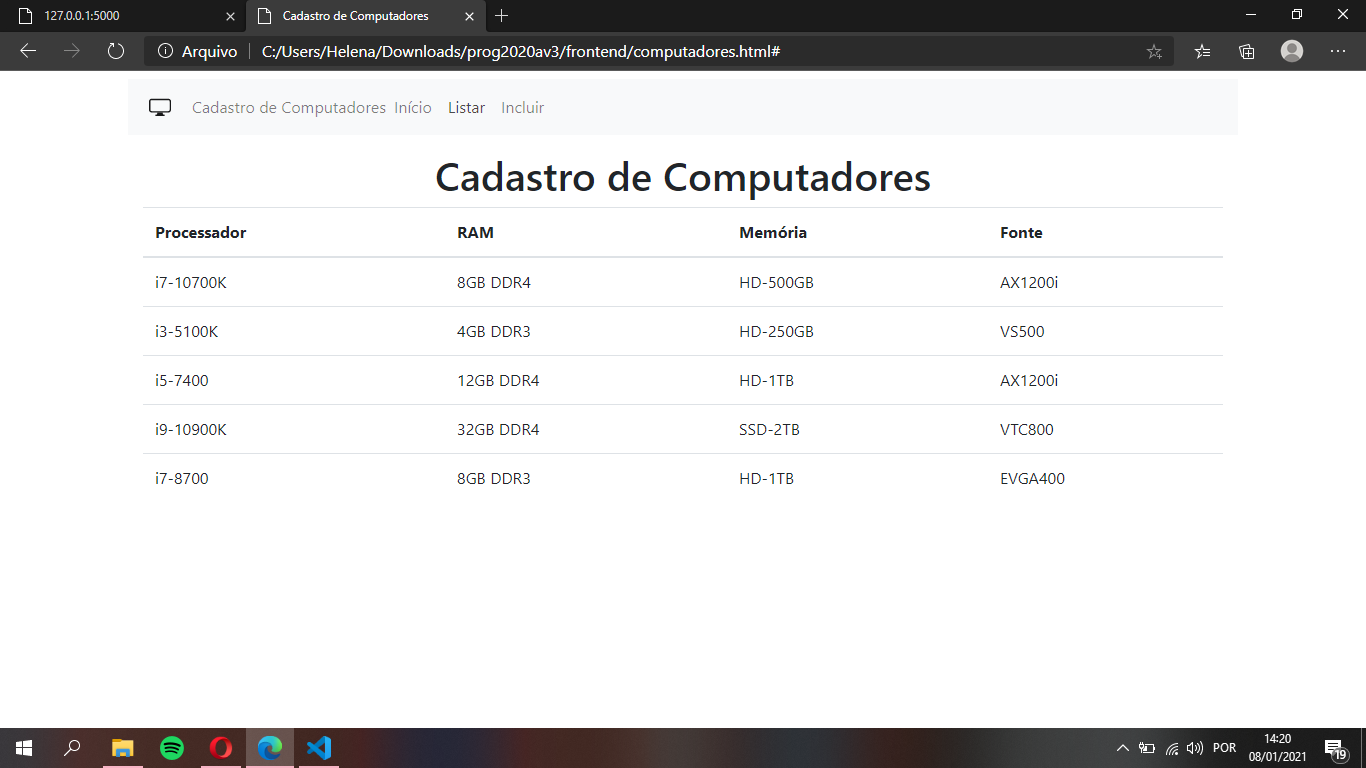 127.0.0.1:5000
Cadastro de Computadores
Arquivo C:/Users/Helena/Downloads/prog2020av3/frontend/computadores.html#
Cadastro de Computadores Início Listar Incluir
Cadastro de Computadores
Processador RAM Memória Fonte
i7-10700K 8GB DDR4 HD-500GB AX1200i
i3-5100K 4GB DDR3 HD-250GB VS500
i5-7400 12GB DDR4 HD-1TB AX1200i
i9-10900K 32GB DDR4 SSD-2TB VTC800
i7-8700 8GB DDR3 HD-1TB EVGA400
POR
14:20
08/01/2021
19